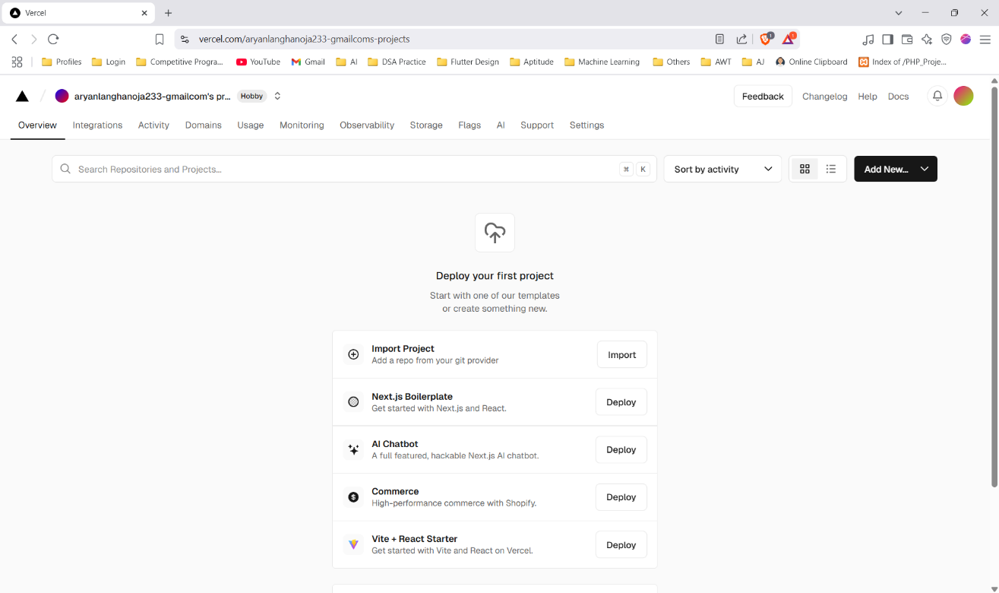 Vercel
vercel.com/aryanlanghanoja233-gmailcoms-projects
1
1
Profiles
Login
Competitive Progra...
YouTube
Gmail
AI
DSA Practice
Flutter Design
Aptitude
Machine Learning
Others
AWT
AJ
Online Clipboard
Index of /PHP_Proje...
aryanlanghanoja233-gmailcom's pr...
Hobby
Feedback
Changelog
Help
Docs
Overview
Integrations
Activity
Domains
Usage
Monitoring
Observability
Storage
Flags
AI
Support
Settings
Search Repositories and Projects...
⌘ K
Sort by activity
Add New...
Deploy your first project
Start with one of our templates
or create something new.
Import Project
Add a repo from your git provider
Import
Next.js Boilerplate
Get started with Next.js and React.
Deploy
AI Chatbot
A full featured, hackable Next.js AI chatbot.
Deploy
Commerce
High-performance commerce with Shopify.
Deploy
Vite + React Starter
Get started with Vite and React on Vercel.
Deploy